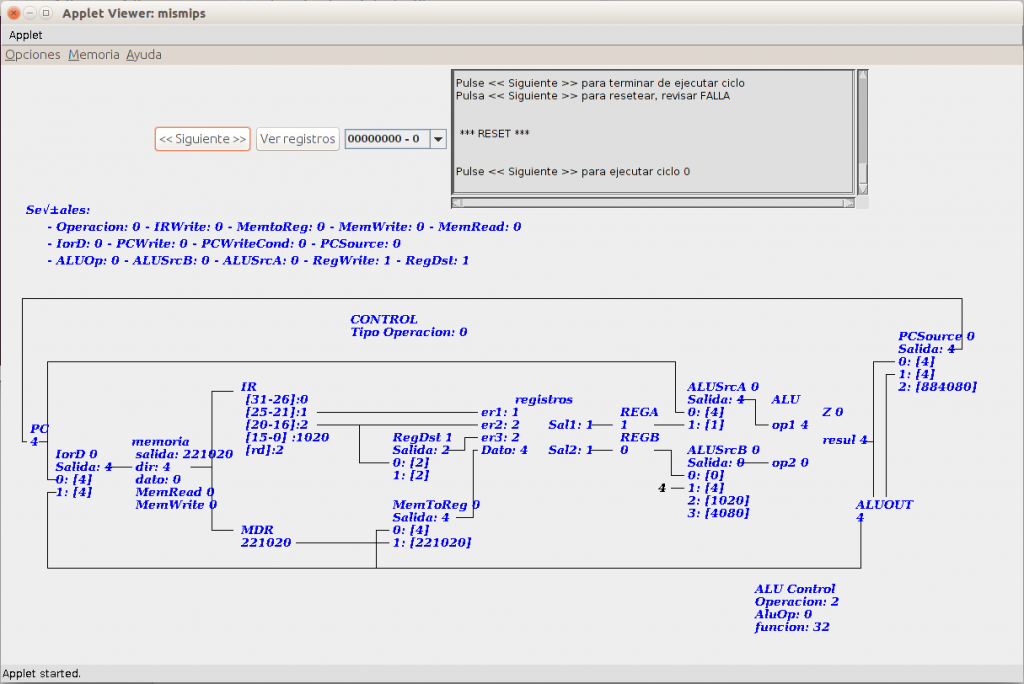 Applet Viewer: mismips
Applet
Opciones Memoria Ayuda
Pulse << Siguiente >> para terminar de ejecutar ciclo
Pulsa << Siguiente >> para resetear, revisar FALLA
*** RESET ***
Pulse << Siguiente >> para ejecutar ciclo 0
<< Siguiente >> Ver registros 00000000 - 0
Se√±ales:
- Operacion: 0 - IRWrite: 0 - MemtoReg: 0 - MemWrite: 0 - MemRead: 0
- IorD: 0 - PCWrite: 0 - PCWriteCond: 0 - PCSource: 0
- ALUOp: 0 - ALUSrcB: 0 - ALUSrcA: 0 - RegWrite: 1 - RegDst: 1
CONTROL
Tipo Operacion: 0
PCSource 0
Salida: 4
0: [4]
1: [4]
2: [884080]
PC
4
IorD 0
Salida: 4
0: [4]
1: [4]
memoria
salida: 221020
dir: 4
dato: 0
MemRead 0
MemWrite 0
IR
[31-26]:0
[25-21]:1
[20-16]:2
[15-0] :1020
[rd]:2
MDR
221020
RegDst 1
Salida: 2
0: [2]
1: [2]
MemToReg 0
Salida: 4
0: [4]
1: [221020]
registros
er1: 1
er2: 2
er3: 2
Dato: 4
Sal1: 1
Sal2: 1
REGA
1
REGB
0
ALUSrcA 0
Salida: 4
0: [4]
1: [1]
ALUSrcB 0
Salida: 0
0: [0]
4 1: [4]
2: [1020]
3: [4080]
ALU
op1 4
op2 0
Z 0
resul 4
ALUOUT
4
ALU Control
Operacion: 2
AluOp: 0
funcion: 32
Applet started.